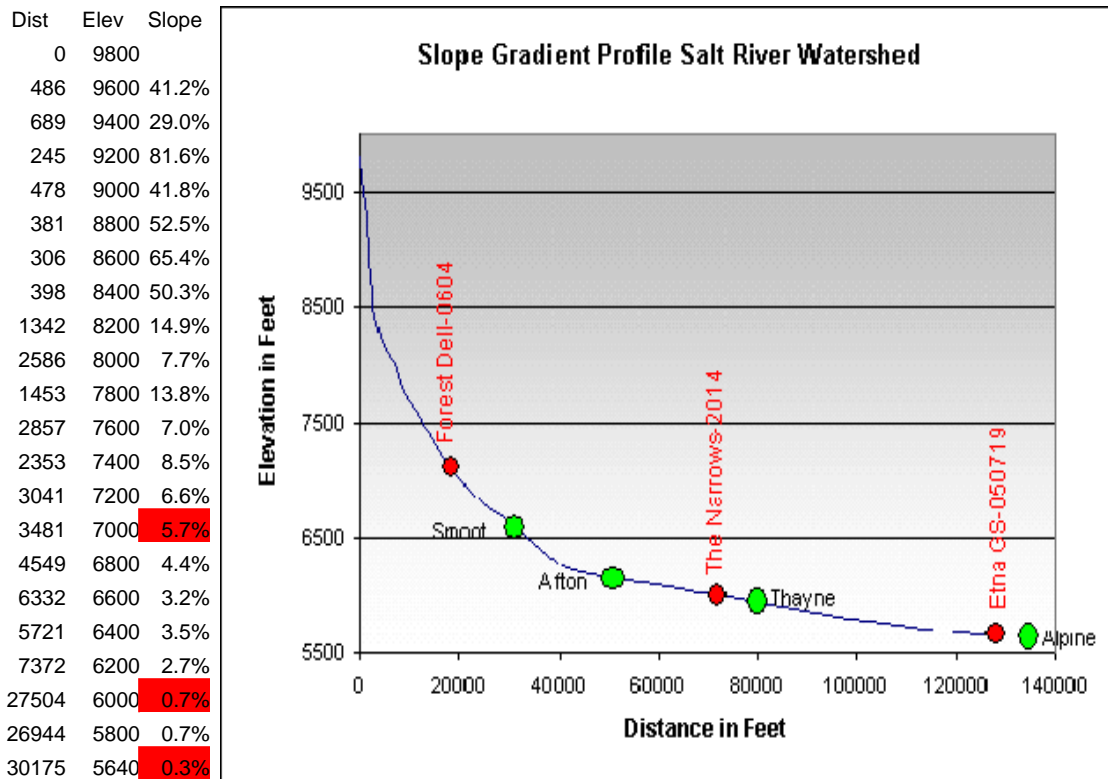 Dist Elev Slope
0 9800
486 9600 41.2%
689 9400 29.0%
245 9200 81.6%
478 9000 41.8%
381 8800 52.5%
306 8600 65.4%
398 8400 50.3%
1342 8200 14.9%
2586 8000 7.7%
1453 7800 13.8%
2857 7600 7.0%
2353 7400 8.5%
3041 7200 6.6%
3481 7000 5.7%
4549 6800 4.4%
6332 6600 3.2%
5721 6400 3.5%
7372 6200 2.7%
27504 6000 0.7%
26944 5800 0.7%
30175 5640 0.3%
Slope Gradient Profile Salt River Watershed
Elevation in Feet
9500
8500
7500
6500
5500
Forest Dell-0604
Smoot
Afton
The Narrows-2014
Thayne
Etna GS-050719
Alpine
0 20000 40000 60000 80000 100000 120000 140000
Distance in Feet